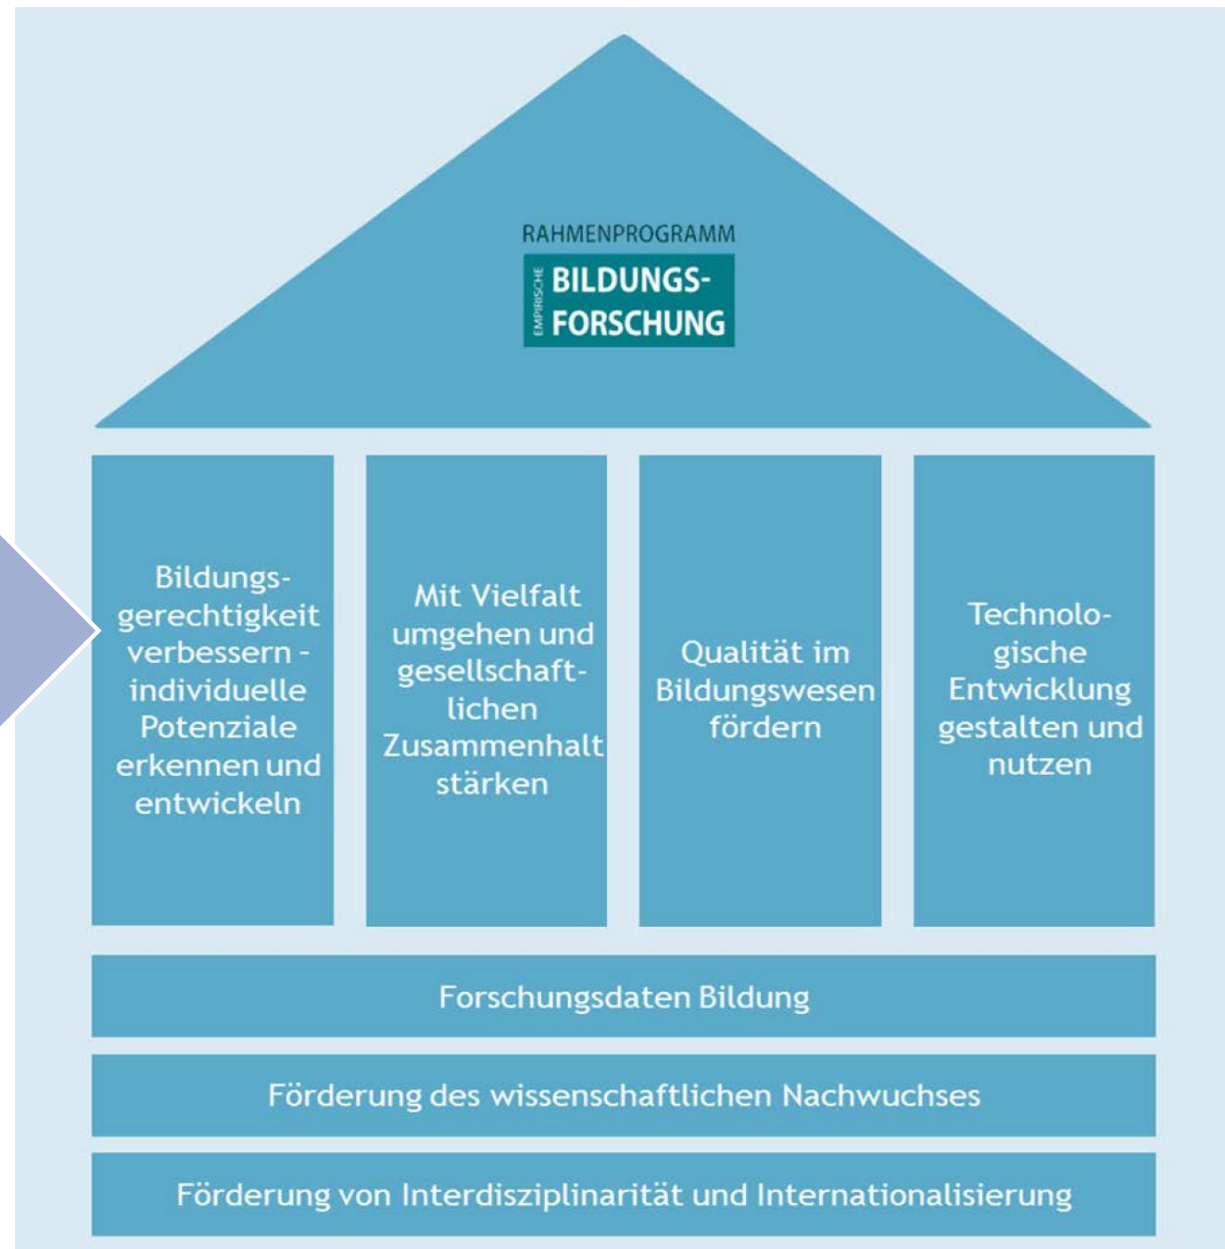 RAHMENPROGRAMM
EMPIRISCHE
BILDUNGS-
FORSCHUNG
Bildungs-
gerechtigkeit
verbessern –
individuelle
Potenziale
erkennen und
entwickeln
Mit Vielfalt
umgehen und
gesellschaft-
lichen
Zusammenhalt
stärken
Qualität im
Bildungswesen
fördern
Technolo-
gische
Entwicklung
gestalten und
nutzen
Forschungsdaten Bildung
Förderung des wissenschaftlichen Nachwuchses
Förderung von Interdisziplinarität und Internationalisierung